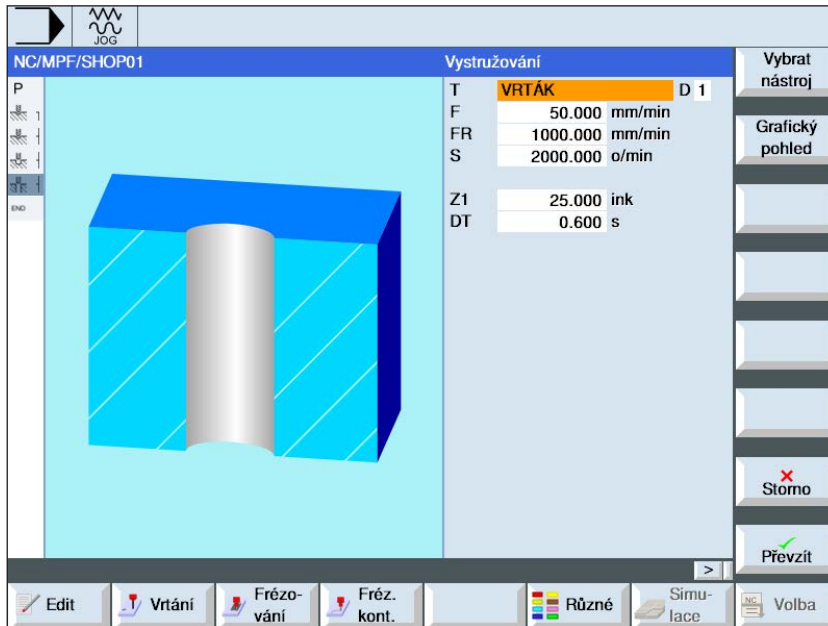 JOG
NC/MPF/SHOP01
Vystružování
P
END
T VRTÁK D 1
F 50.000 mm/min
FR 1000.000 mm/min
S 2000.000 o/min
Z1 25.000 ink
DT 0.600 s
Vybrat
nástroj
Grafický
pohled
Storno
Převzít
>
Edit
Vrtání
Frézo-
vání
Fréz.
kont.
Různé
Simu-
lace
NC
Volba